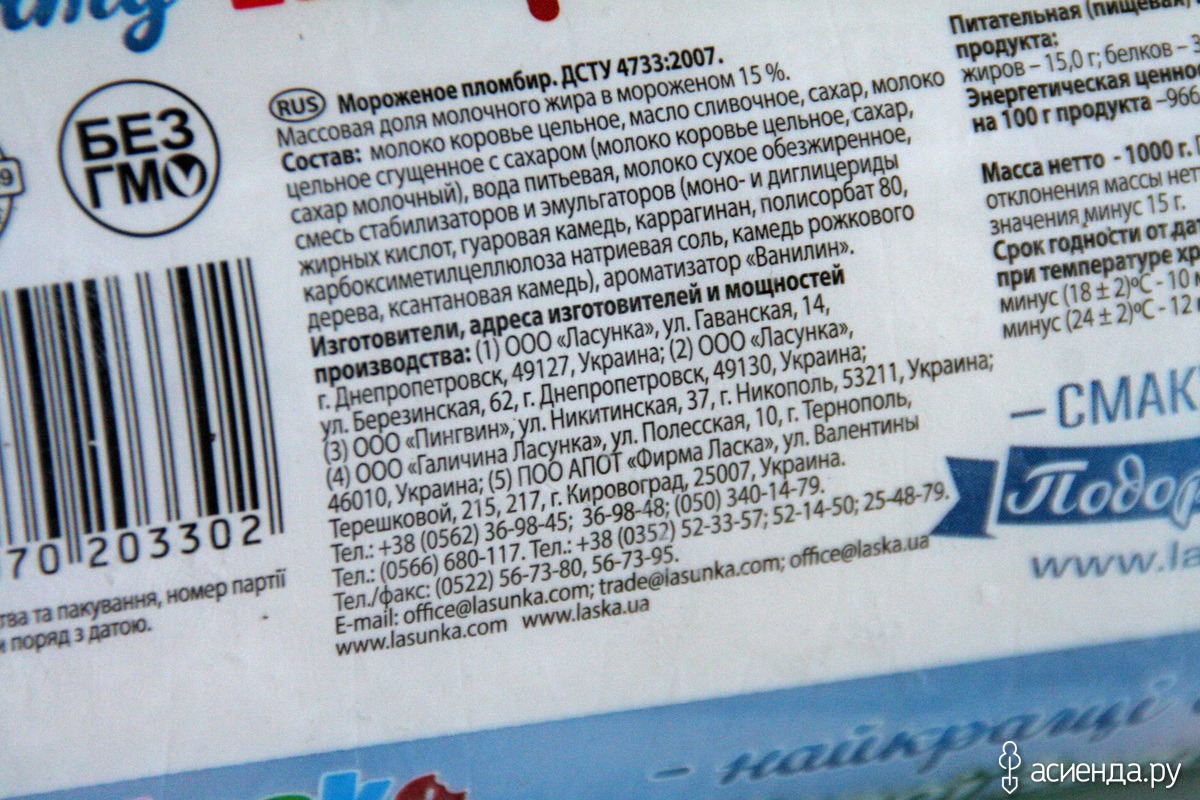 БЕЗ
ГМО
70 203302
тва та пакування, номер партії
поряд з датою.
RUS Мороженое пломбир. ДСТУ 4733:2007.
Массовая доля молочного жира в мороженом 15 %.
Состав: молоко коровье цельное, масло сливочное, сахар, молоко
цельное сгущенное с сахаром (молоко коровье цельное, сахар,
сахар молочный), вода питьевая, молоко сухое обезжиренное,
смесь стабилизаторов и эмульгаторов (моно- и диглицериды
жирных кислот, гуаровая камедь, каррагинан, полисорбат 80,
карбоксиметилцеллюлоза натриевая соль, камедь рожкового
дерева, ксантановая камедь), ароматизатор «Ванилин».
Изготовители, адреса изготовителей и мощностей
производства: (1) ООО «Ласунка», ул. Гаванская, 14,
г. Днепропетровск, 49127, Украина; (2) ООО «Ласунка»,
ул. Березинская, 62, г. Днепропетровск, 49130, Украина;
(3) ООО «Пингвин», ул. Никитинская, 37, г. Никополь, 53211, Украина;
(4) ООО «Галичина Ласунка», ул. Полесская, 10, г. Тернополь,
46010, Украина; (5) ПОО АПОТ «Фирма Ласка», ул. Валентины
Терешковой, 215, 217, г. Кировоград, 25007, Украина.
Тел.: +38 (0562) 36-98-45; 36-98-48; (050) 340-14-79.
Тел.: (0566) 680-117. Тел.: +38 (0352) 52-33-57; 52-14-50; 25-48-79.
Тел./факс: (0522) 56-73-80, 56-73-95.
E-mail: office@lasunka.com; trade@lasunka.com; office@laska.ua
www.lasunka.com www.laska.ua
Питательная (пищевая)
продукта:
жиров – 15,0 г; белков – 3
Энергетическая ценно
на 100 г продукта –966
Масса нетто - 1000 г.
отклонения массы нет
значения минус 15 г.
Срок годности от да
при температуре хр
минус (18 ± 2)ºС - 10
минус (24 ± 2)ºС - 12
– СМАК
Подор
www.la
– найкращі
асиенда.ру